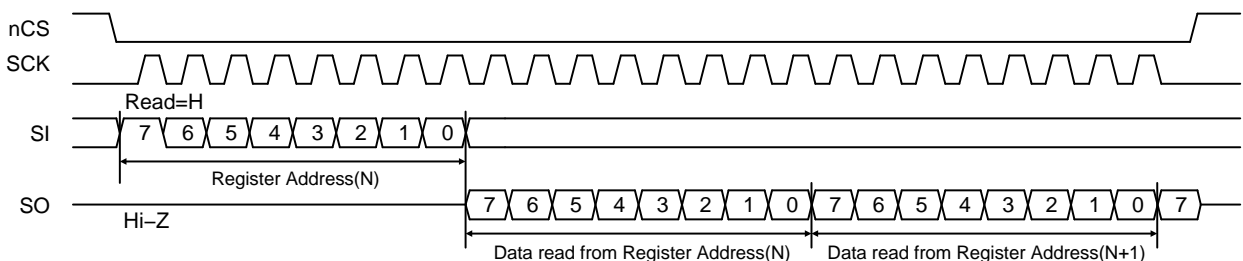 nCS
SCK
Read=H
SI 7 6 5 4 3 2 1 0
Register Address(N)
SO 7 6 5 4 3 2 1 0 7 6 5 4 3 2 1 0 7
Hi−Z
Data read from Register Address(N) Data read from Register Address(N+1)